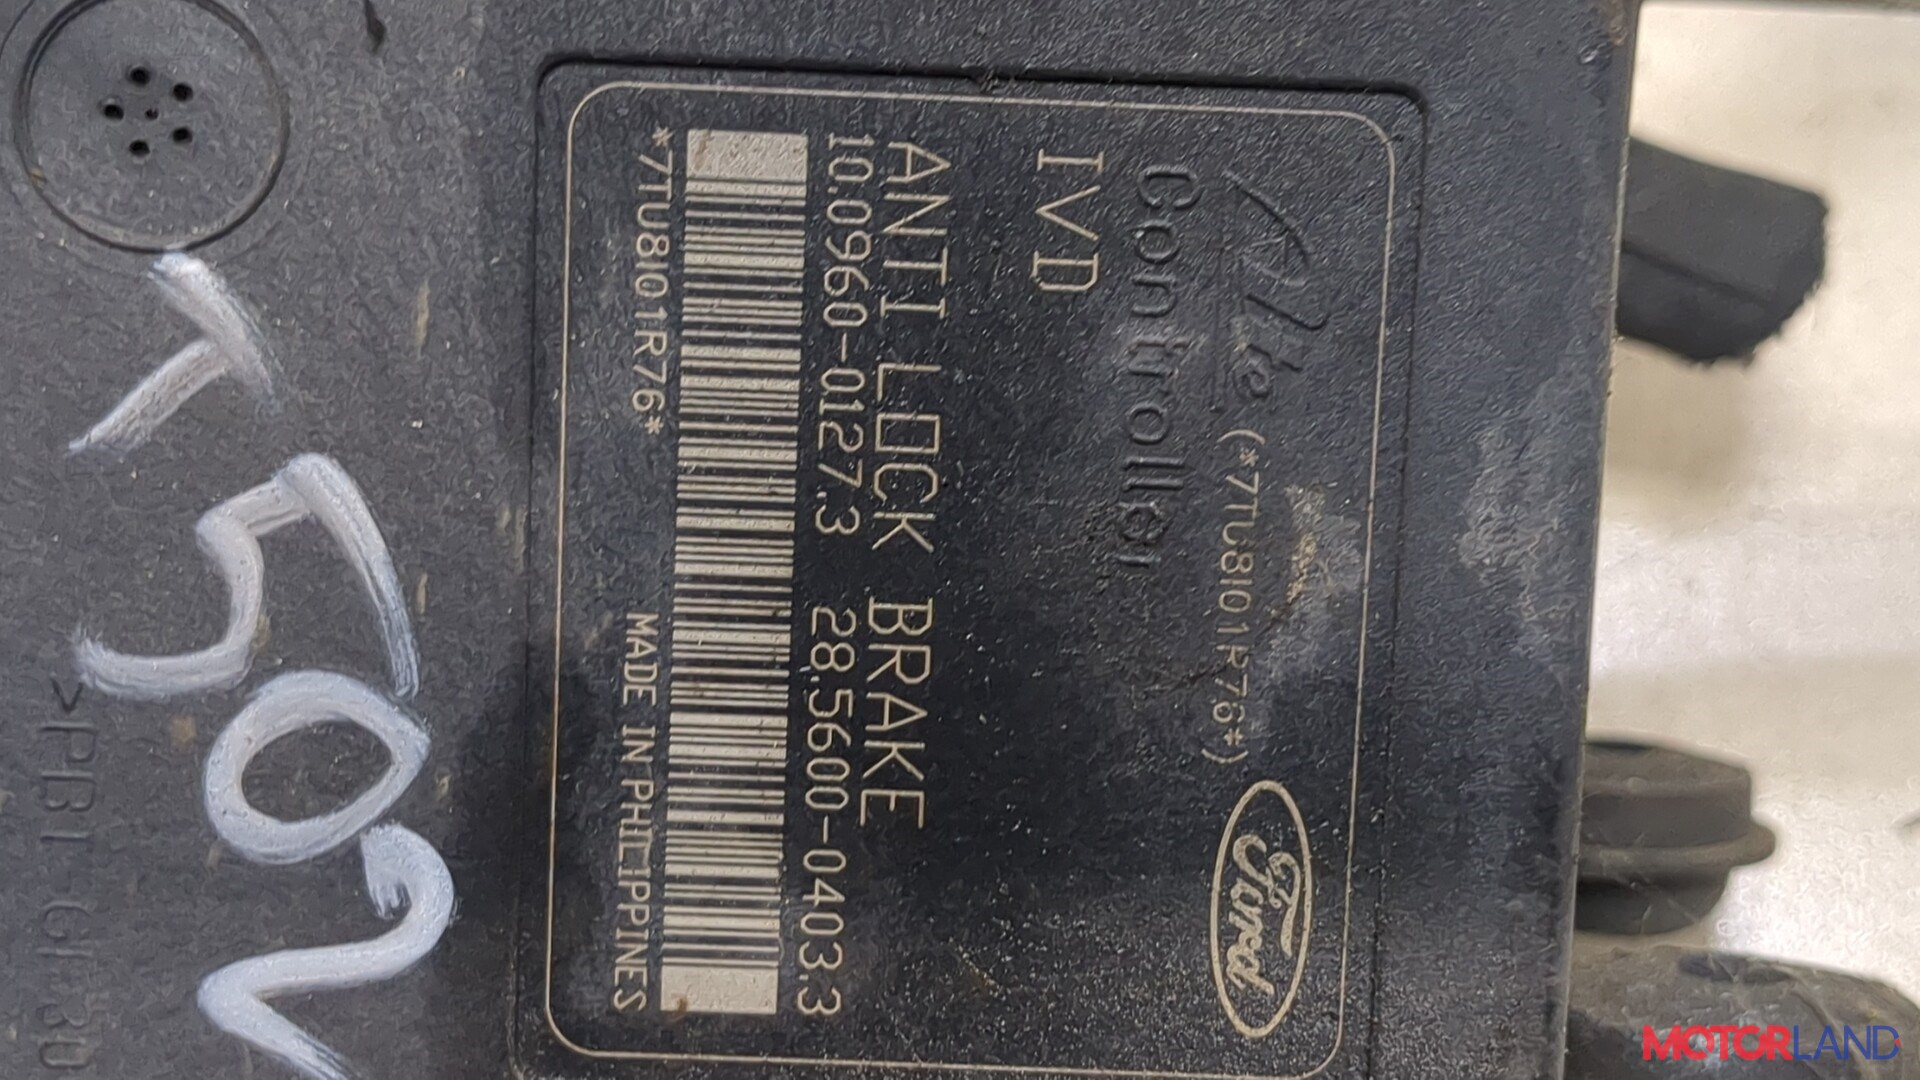 Ford
(*7TU8I01R76*)
Controller
IVD
ANTI LOCK BRAKE
10.0960-0127.3 28.5600-0403.3
*7TU8I01R76*
MADE IN PHILIPPINES
T502
MOTORLAND